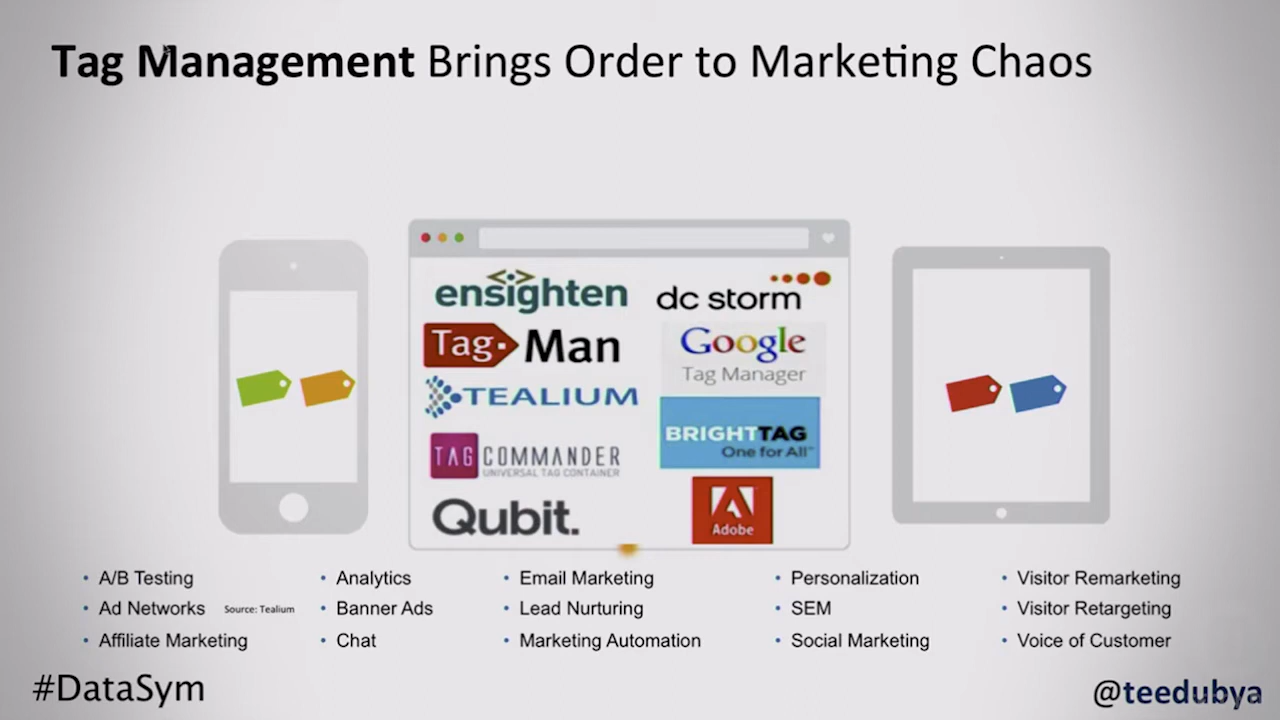 Tag Management Brings Order to Marketing Chaos
ensighten
dc storm
Tag Man
Google
Tag Manager
TEALIUM
BRIGHTTAG
One for All™
TAG COMMANDER
UNIVERSAL TAG CONTAINER
Qubit.
Adobe
• A/B Testing
• Ad Networks
Source: Tealium
• Affiliate Marketing
• Analytics
• Banner Ads
• Chat
• Email Marketing
• Lead Nurturing
• Marketing Automation
• Personalization
• SEM
• Social Marketing
• Visitor Remarketing
• Visitor Retargeting
• Voice of Customer
#DataSym
@teedubya